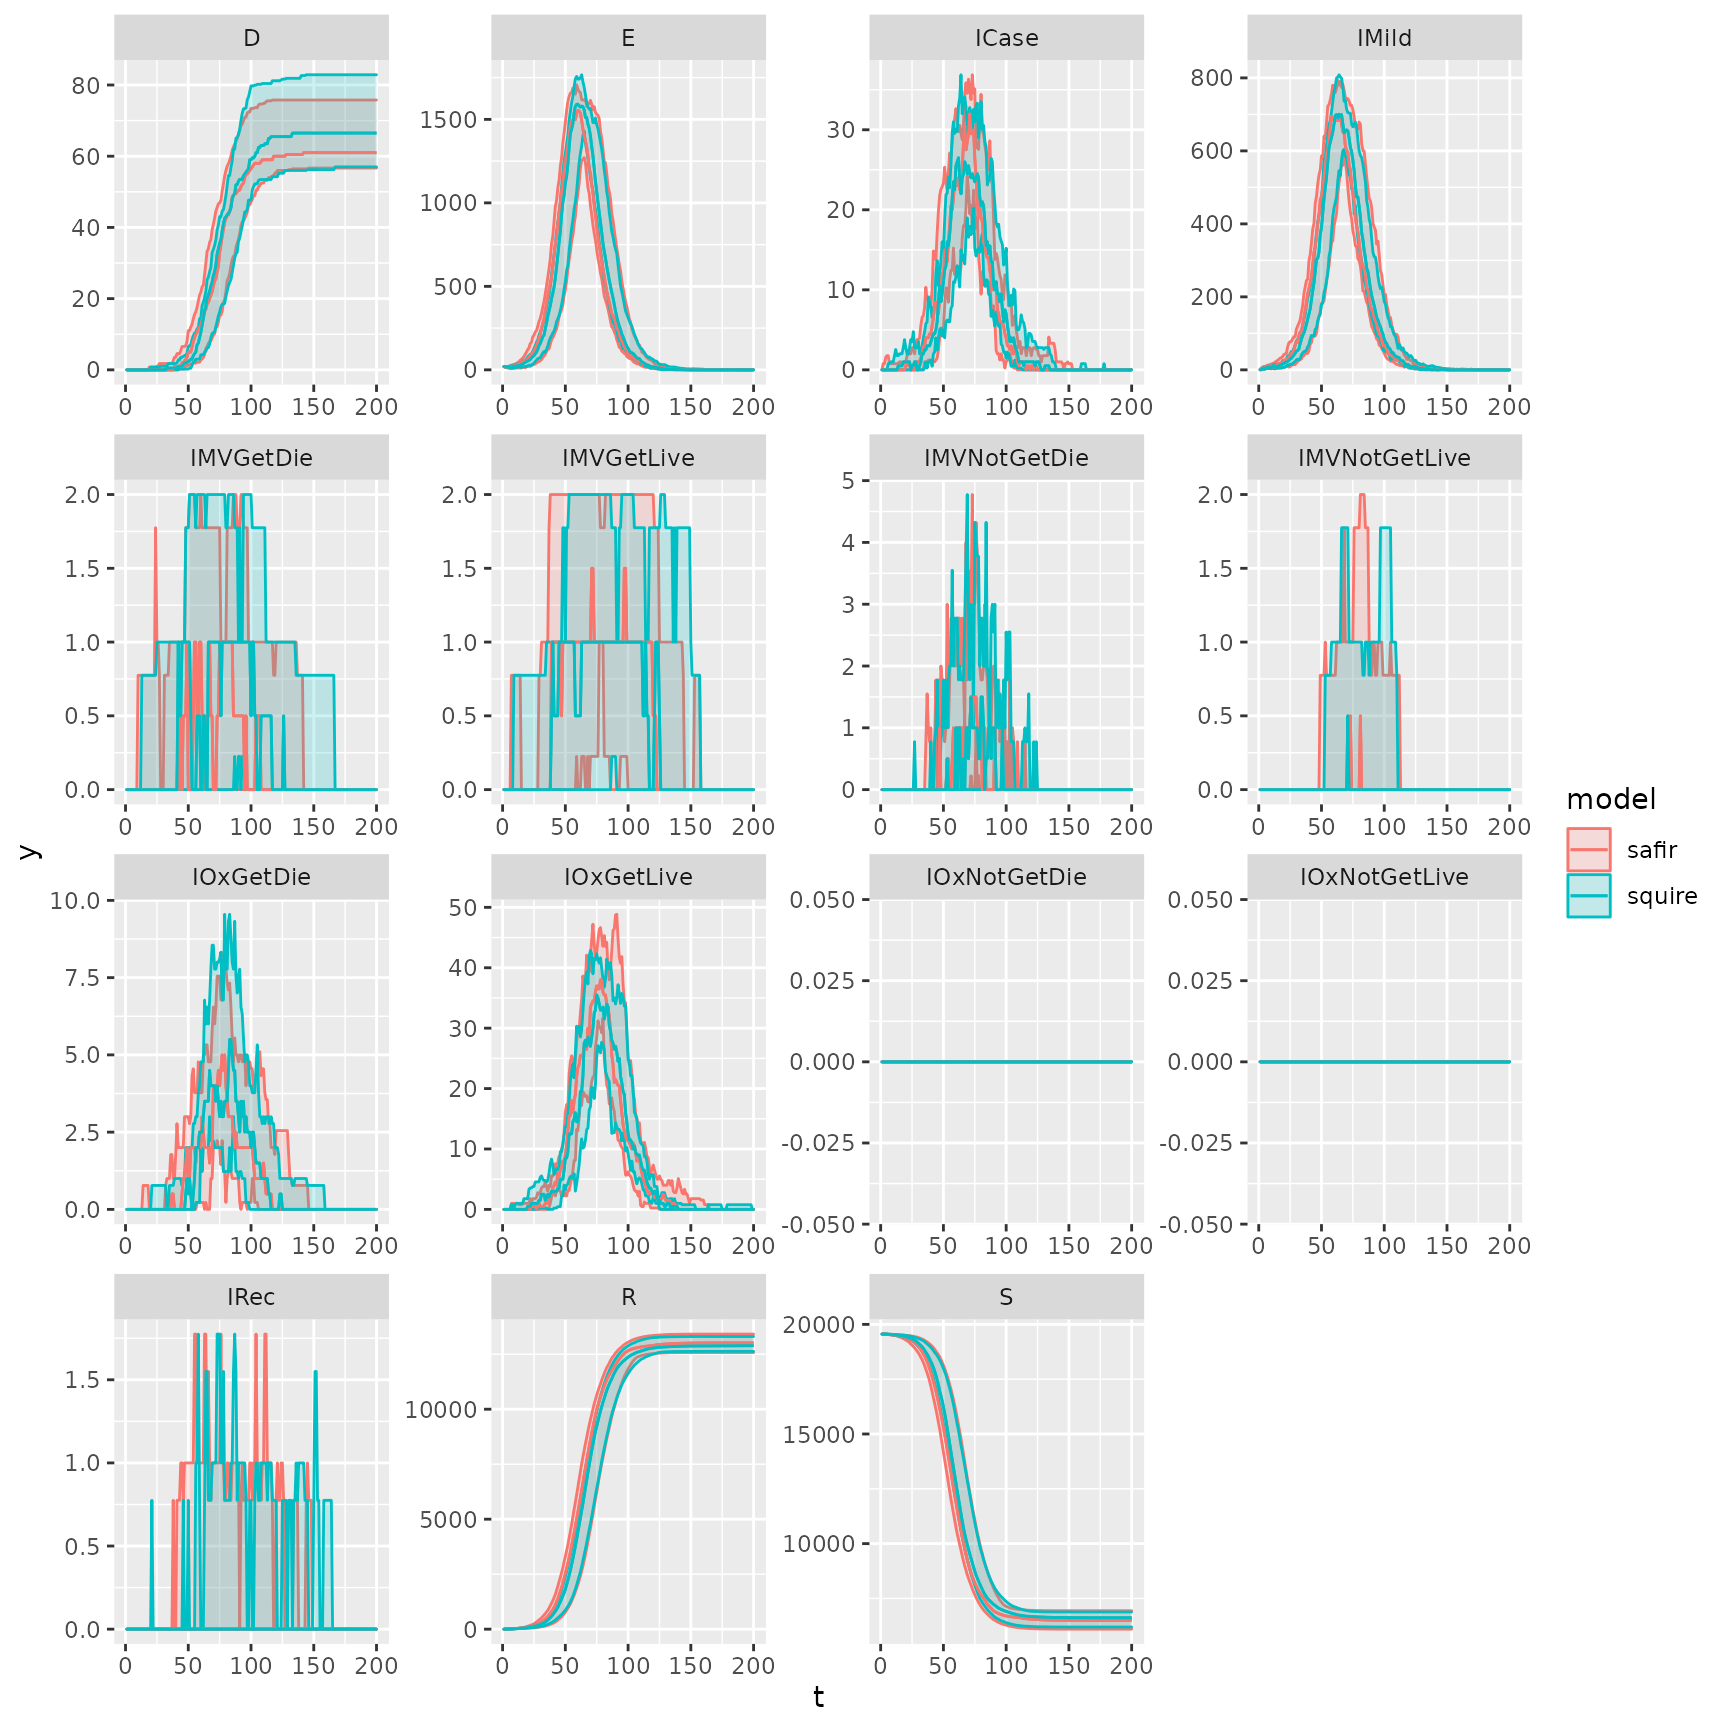 D E ICase IMild
80 60 40 20 0
1500 1000 500 0
30 20 10 0
800 600 400 200 0
0 50 100 150 200 0 50 100 150 200 0 50 100 150 200 0 50 100 150 200
IMVGetDie IMVGetLive IMVNotGetDie IMVNotGetLive
2.0 1.5 1.0 0.5 0.0
2.0 1.5 1.0 0.5 0.0
5 4 3 2 1 0
2.0 1.5 1.0 0.5 0.0
0 50 100 150 200 0 50 100 150 200 0 50 100 150 200 0 50 100 150 200
y
IOxGetDie IOxGetLive IOxNotGetDie IOxNotGetLive
10.0 7.5 5.0 2.5 0.0
50 40 30 20 10 0
0.050 0.025 0.000 -0.025 -0.050
0.050 0.025 0.000 -0.025 -0.050
0 50 100 150 200 0 50 100 150 200 0 50 100 150 200 0 50 100 150 200
IRec R S
1.5 1.0 0.5 0.0
10000 5000 0
20000 15000 10000
0 50 100 150 200 0 50 100 150 200 0 50 100 150 200
t
model
safir
squire